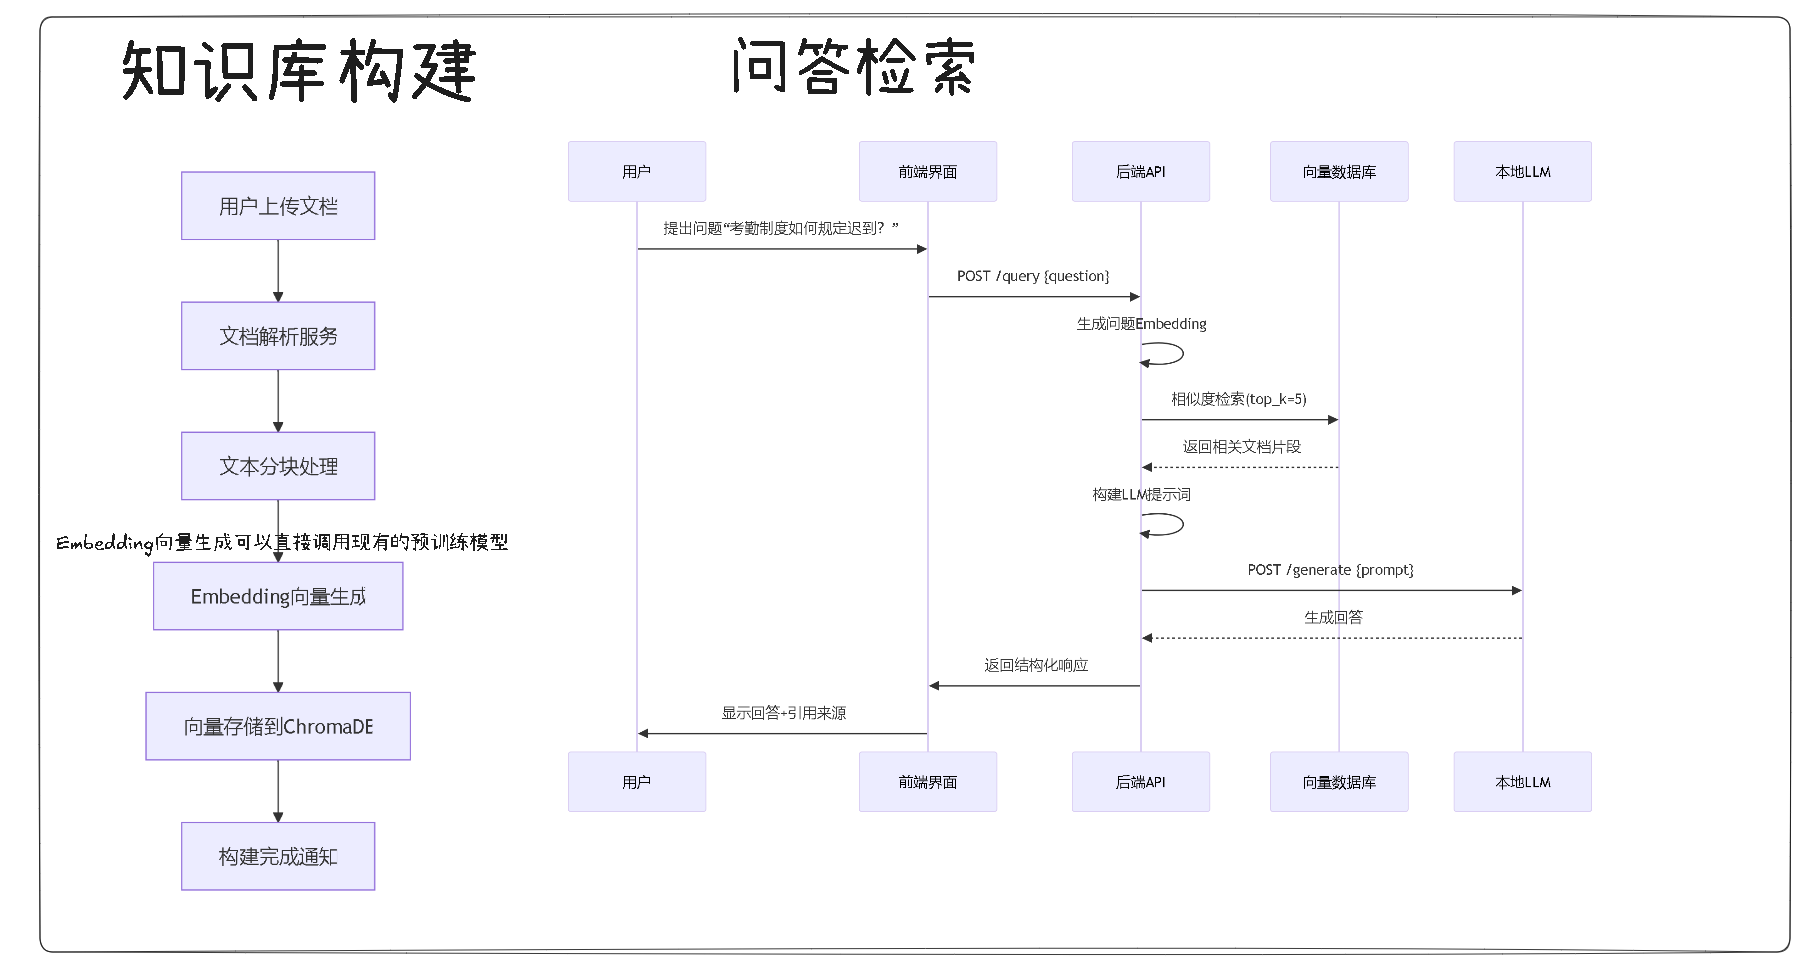 知识库构建
用户上传文档
文档解析服务
文本分块处理
Embedding向量生成可以直接调用现有的预训练模型
Embedding向量生成
向量存储到ChromaDE
构建完成通知
问答检索
用户
前端界面
后端API
向量数据库
本地LLM
提出问题“考勤制度如何规定迟到？”
POST /query {question}
生成问题Embedding
相似度检索(top_k=5)
返回相关文档片段
构建LLM提示词
POST /generate {prompt}
生成回答
返回结构化响应
显示回答+引用来源
用户
前端界面
后端API
向量数据库
本地LLM